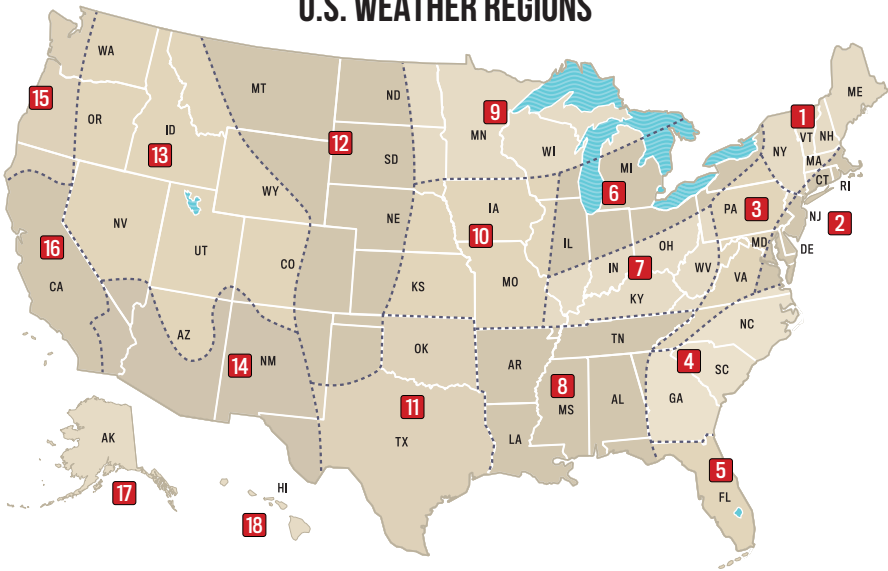 U.S. WEATHER REGIONS
WA
MT
ND
ME
15
OR
ID
9
MN
1
VT
NH
NY
MA
CT
RI
12
13
SD
WI
MI
6
WY
IA
PA
3
NJ
2
NV
NE
10
IL
OH
MD
DE
16
UT
CO
IN
7
WV
VA
CA
KS
MO
KY
NC
AZ
OK
TN
14
NM
AR
4
SC
11
8
MS
AL
GA
TX
LA
AK
5
FL
17
HI
18